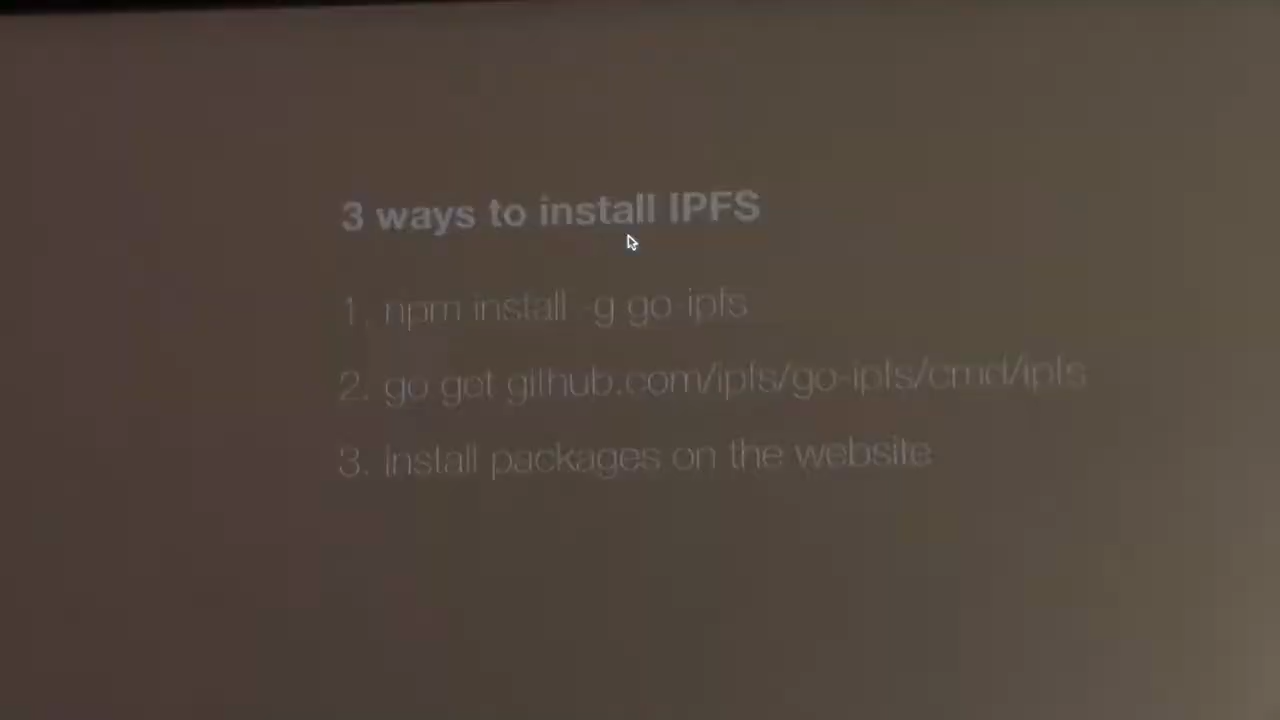 3 ways to install IPFS
1. npm install -g go-ipfs
2. go get github.com/ipfs/go-ipfs/cmd/ipfs
3. install packages on the website